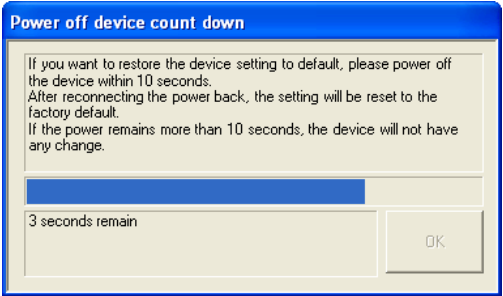 Power off device count down
If you want to restore the device setting to default, please power off
the device within 10 seconds.
After reconnecting the power back, the setting will be reset to the
factory default.
If the power remains more than 10 seconds, the device will not have
any change.
3 seconds remain
OK